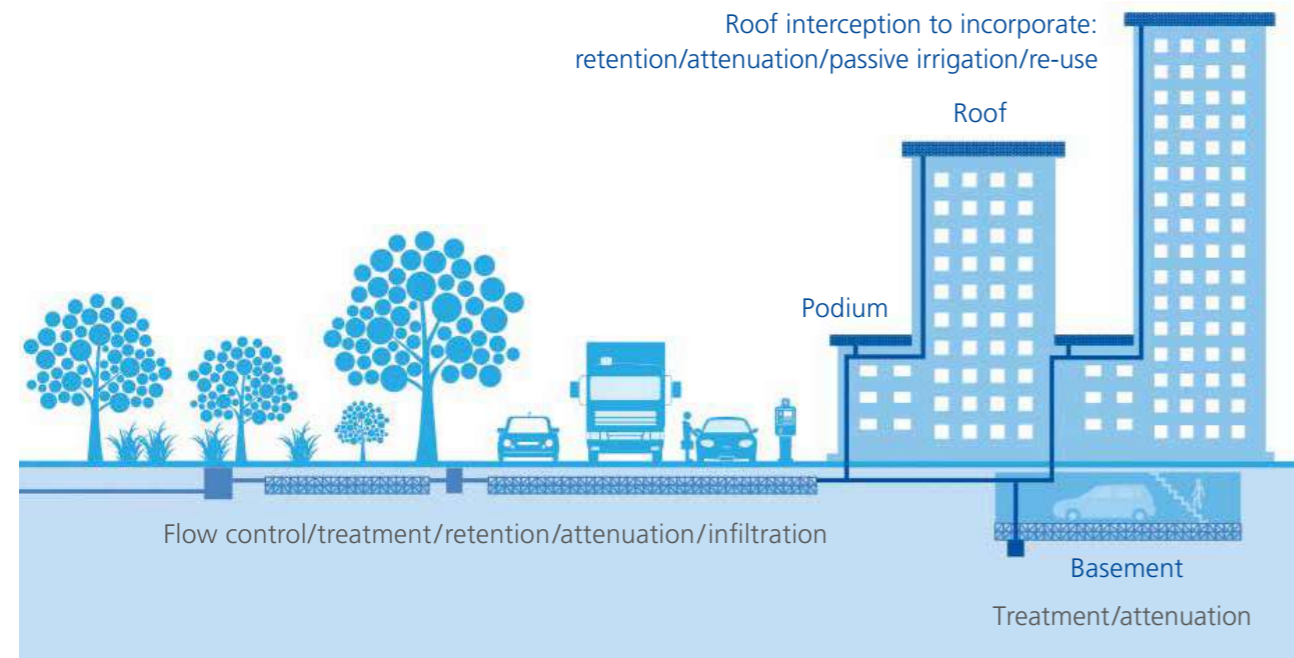 Roof interception to incorporate:
retention/attenuation/passive irrigation/re-use
Roof
Podium
Flow control/treatment/retention/attenuation/infiltration
Basement
Treatment/attenuation